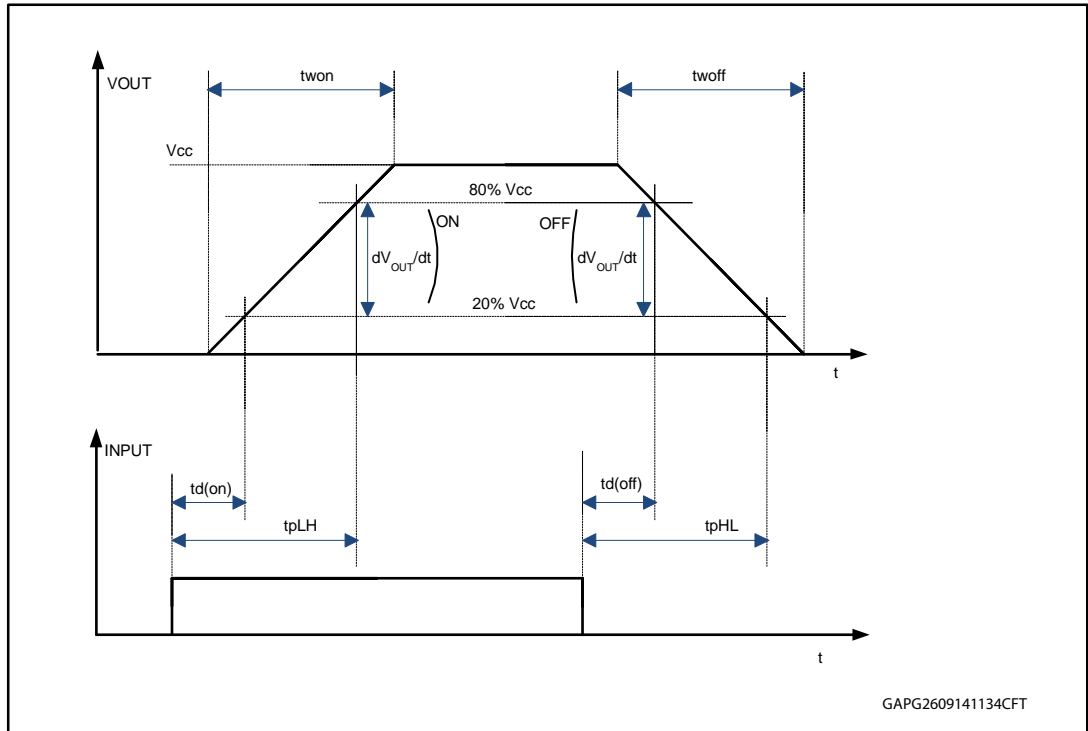 twon
twoff
VOUT
Vcc
80% Vcc
ON
OFF
dVOUT/dt
dVOUT/dt
20% Vcc
t
INPUT
td(on)
td(off)
tpLH
tpHL
t
GAPG2609141134CFT